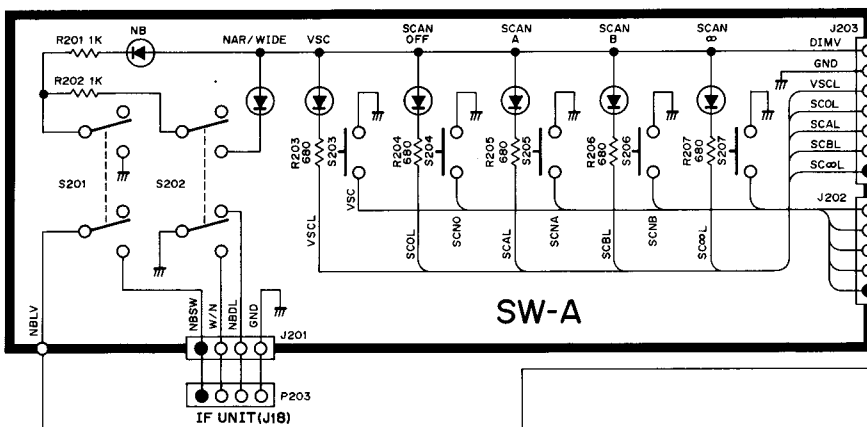 J203
SCAN SCAN SCAN SCAN
R201 1K NB NAR/WIDE VSC OFF A B ∞ DIMV
GND
R202 1K
VSCL
SCOL
R203 680 S203
R204 680 S204
R205 680 S205
R206 680 S206
R207 680 S207
SCAL
SCBL
S201 S202
SC∞L
VSC
J202
VSCL SCOL SCNO SCAL SCNA SCBL SCNB SC∞L
SW-A
NBLV NBSW W/N NBDL GND
J201
P203
IF UNIT(J18)